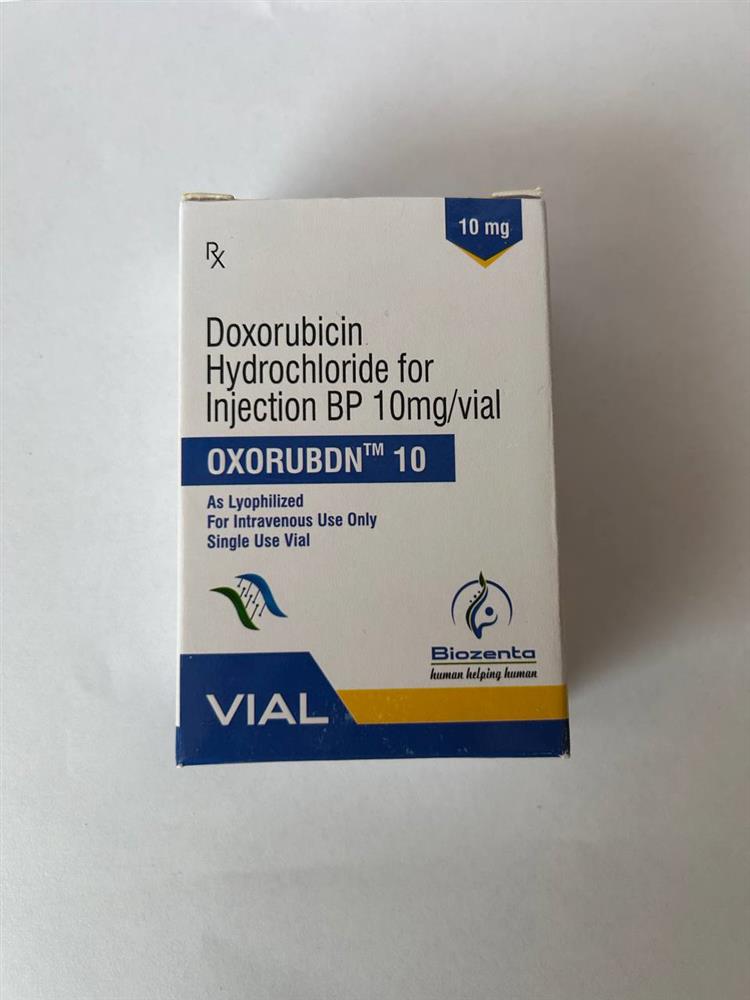 10 mg
Rx
Doxorubicin
Hydrochloride for
Injection BP 10mg/vial
OXORUBDN™ 10
As Lyophilized
For Intravenous Use Only
Single Use Vial
Biozenta
human helping human
VIAL